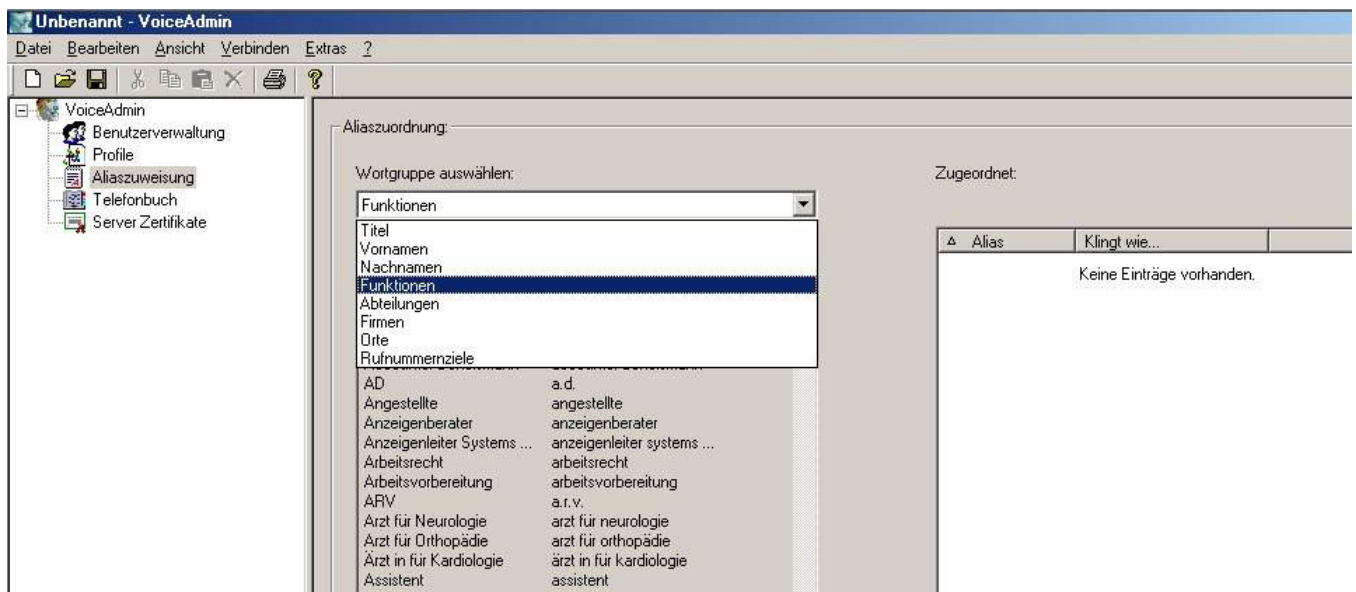 Unbenannt - VoiceAdmin
Datei Bearbeiten Ansicht Verbinden Extras ?
VoiceAdmin
Benutzerverwaltung
Profile
Aliaszuweisung
Telefonbuch
Server Zertifikate
Aliaszuordnung:
Wortgruppe auswählen:
Funktionen
Titel
Vornamen
Nachnamen
Funktionen
Abteilungen
Firmen
Orte
Rufnummernziele
AD a.d.
Angestellte angestellte
Anzeigenberater anzeigenberater
Anzeigenleiter Systems ... anzeigenleiter systems ...
Arbeitsrecht arbeitsrecht
Arbeitsvorbereitung arbeitsvorbereitung
ARV a.r.v.
Arzt für Neurologie arzt für neurologie
Arzt für Orthopädie arzt für orthopädie
Ärzt in für Kardiologie ärzt in für kardiologie
Assistent assistent
Zugeordnet:
Alias Klingt wie...
Keine Einträge vorhanden.